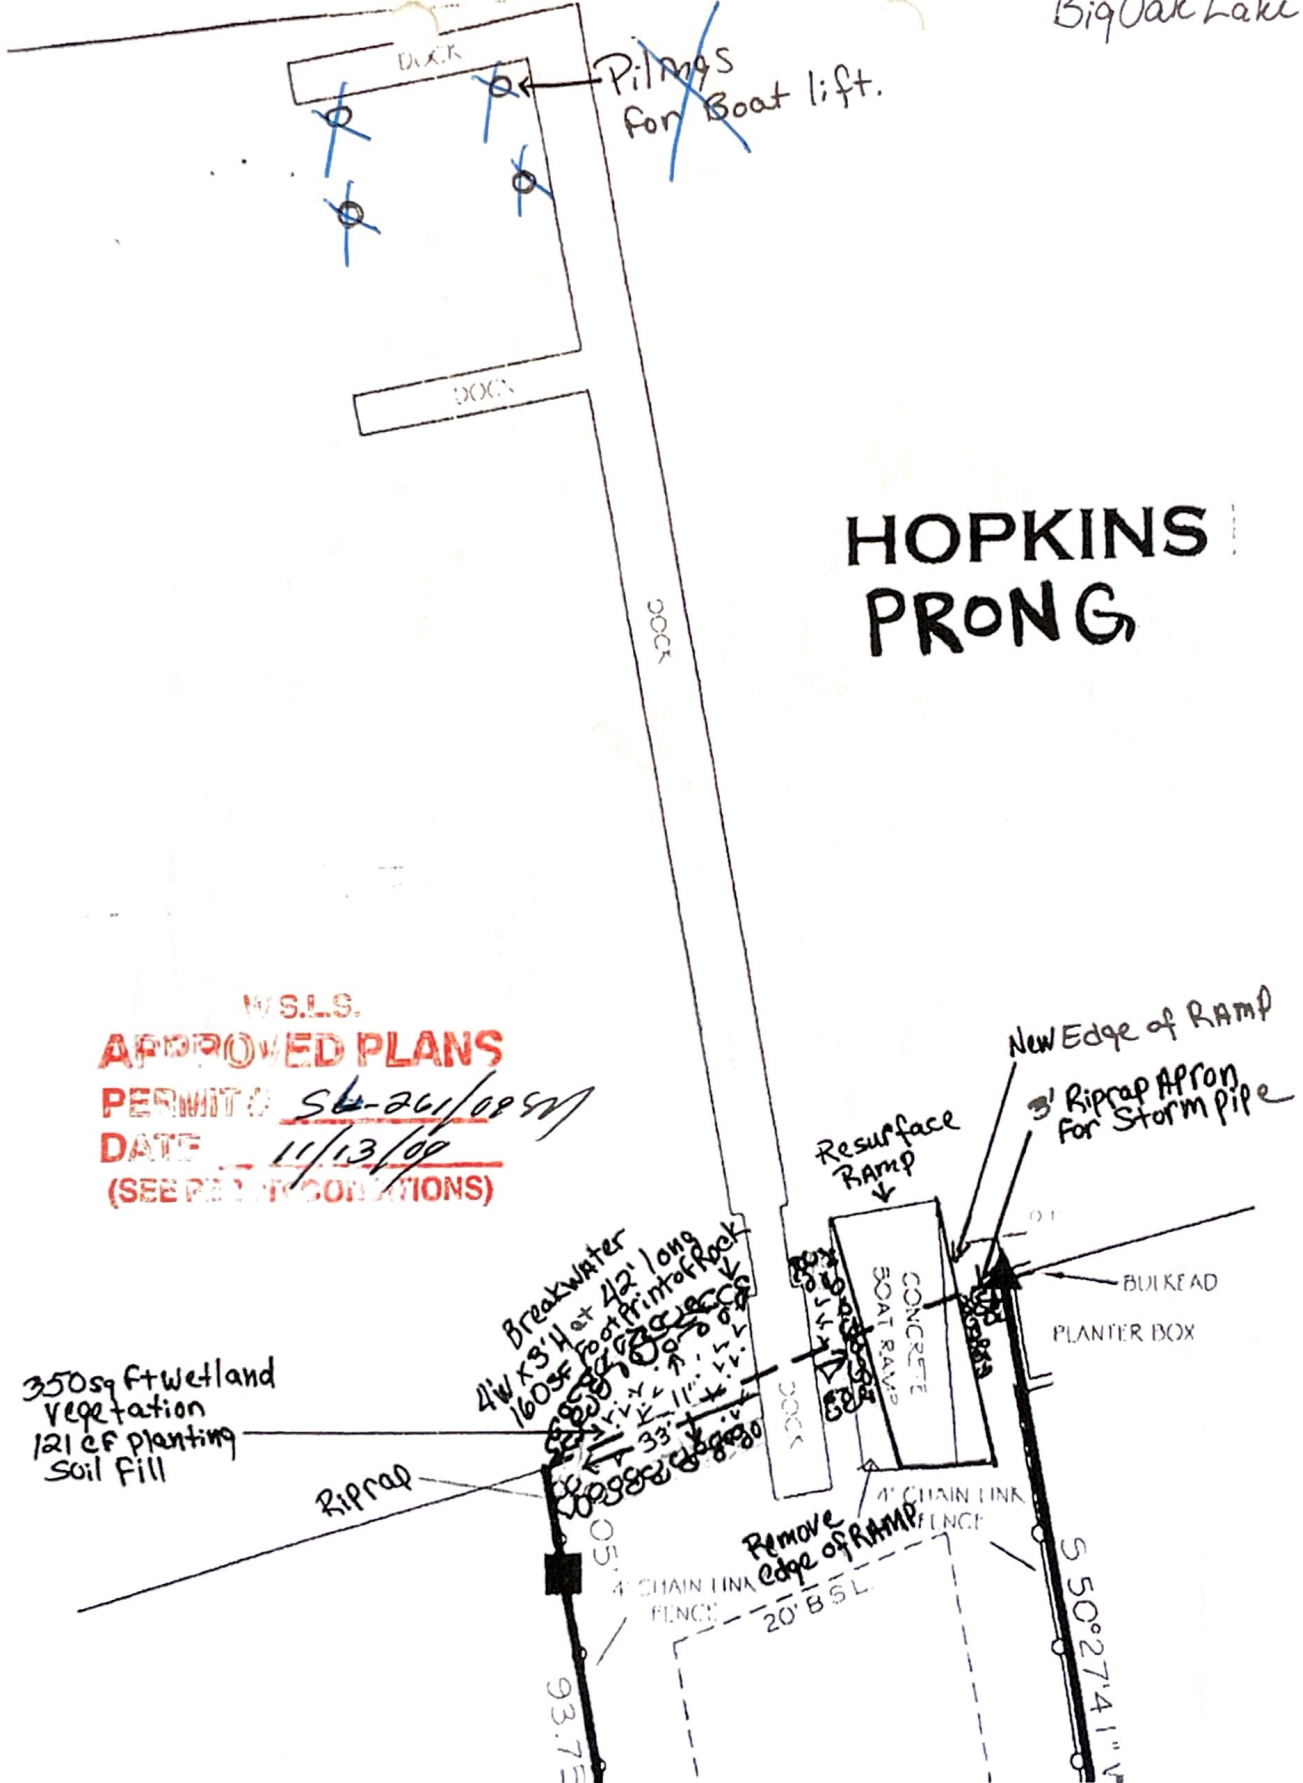 Big Oak Lake
DOCK
Pilings
for Boat lift.
DOCK
HOPKINS
PRONG
DOCK
W.S.L.S.
APPROVED PLANS
PERMIT #
DATE 11/13/09
(SEE PERMIT CONDITIONS)
New Edge of RAMP
3' Riprap Apron
for Storm pipe
Resurface
RAMP
Breakwater
4'W x 3'H at 42' long
160SF Foot Print of Rock
BULKEAD
PLANTER BOX
CONCRETE
BOAT RAMP
350 sq ft wetland
vegetation
121 CF planting
Soil fill
11'
33'
DOCK
Riprap
4' CHAIN LINK
FENCE
Remove
edge of RAMP
05'
4' CHAIN LINK
FENCE
20' B S L
S 50°27'41" W
93.75